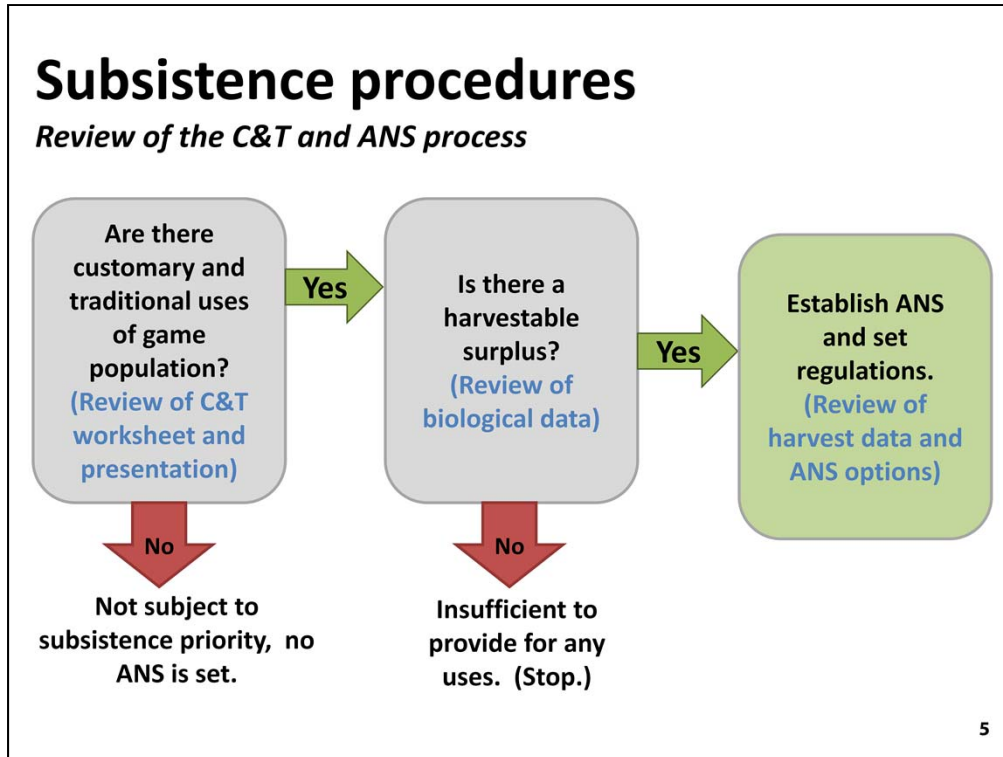 Subsistence procedures
Review of the C&T and ANS process
Are there
customary and
traditional uses
of game
population?
(Review of C&T
worksheet and
presentation)
Yes
Is there a
harvestable
surplus?
(Review of
biological data)
Yes
Establish ANS
and set
regulations.
(Review of
harvest data and
ANS options)
No
Not subject to
subsistence priority,  no
ANS is set.
No
Insufficient to
provide for any
uses.  (Stop.)
5